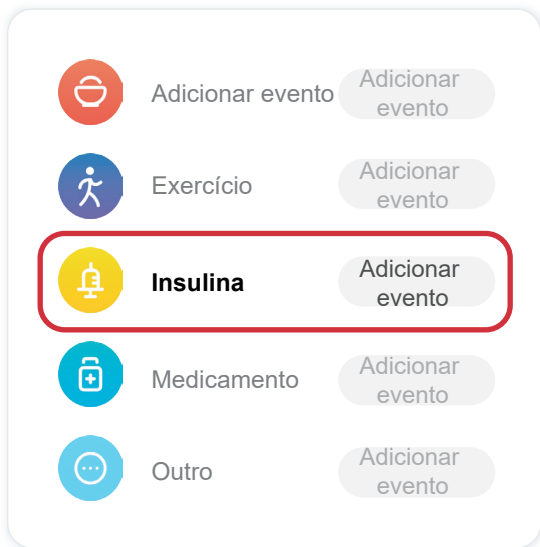 Adicionar evento
Adicionar
evento
Exercício
Adicionar
evento
Insulina
Adicionar
evento
Medicamento
Adicionar
evento
Outro
Adicionar
evento